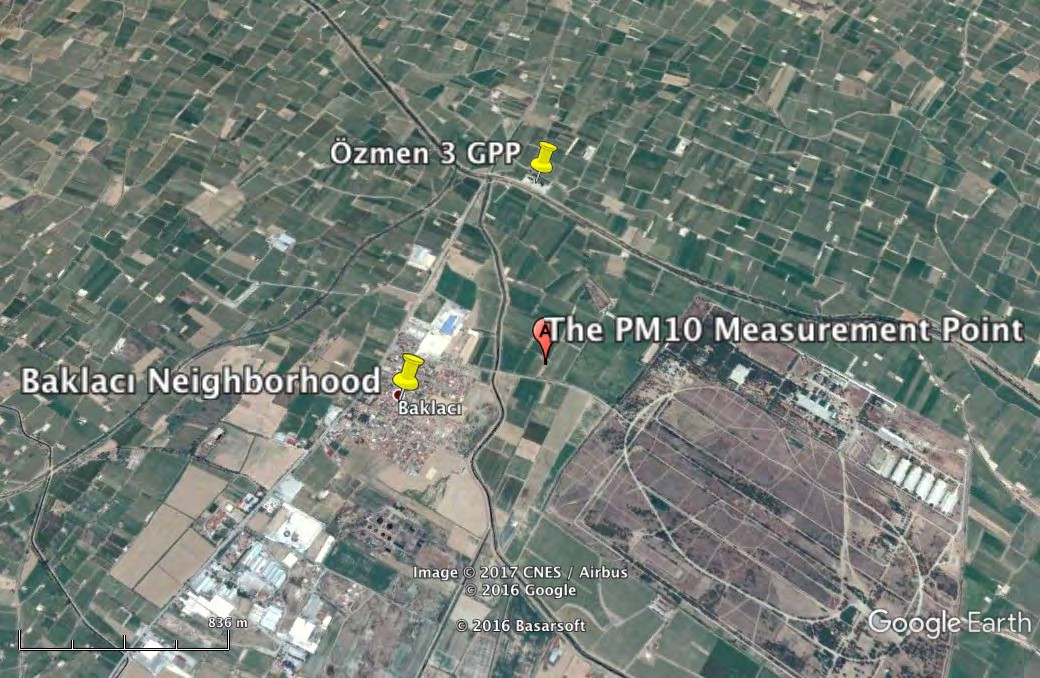 Özmen 3 GPP
A
The PM10 Measurement Point
Baklacı Neighborhood
Baklacı
Image © 2017 CNES / Airbus
© 2016 Google
© 2016 Basarsoft
836 m
Google Earth